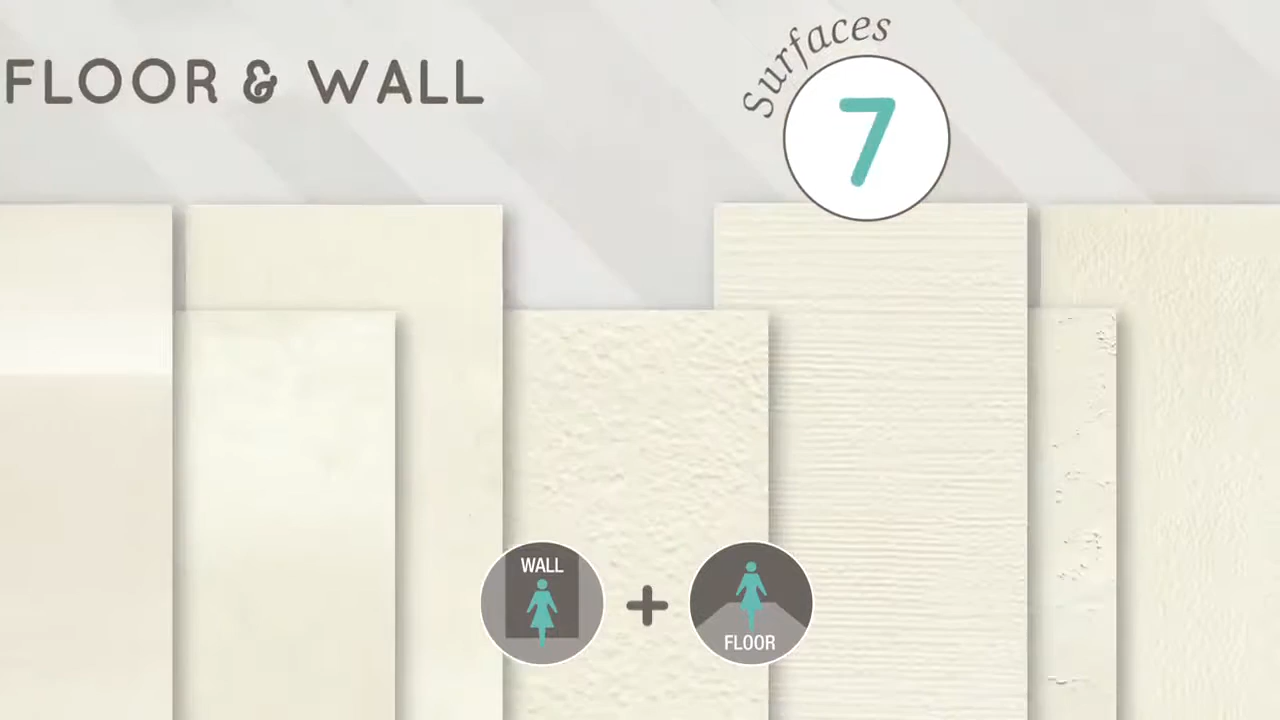 FLOOR & WALL
Surfaces
7
WALL
+
FLOOR